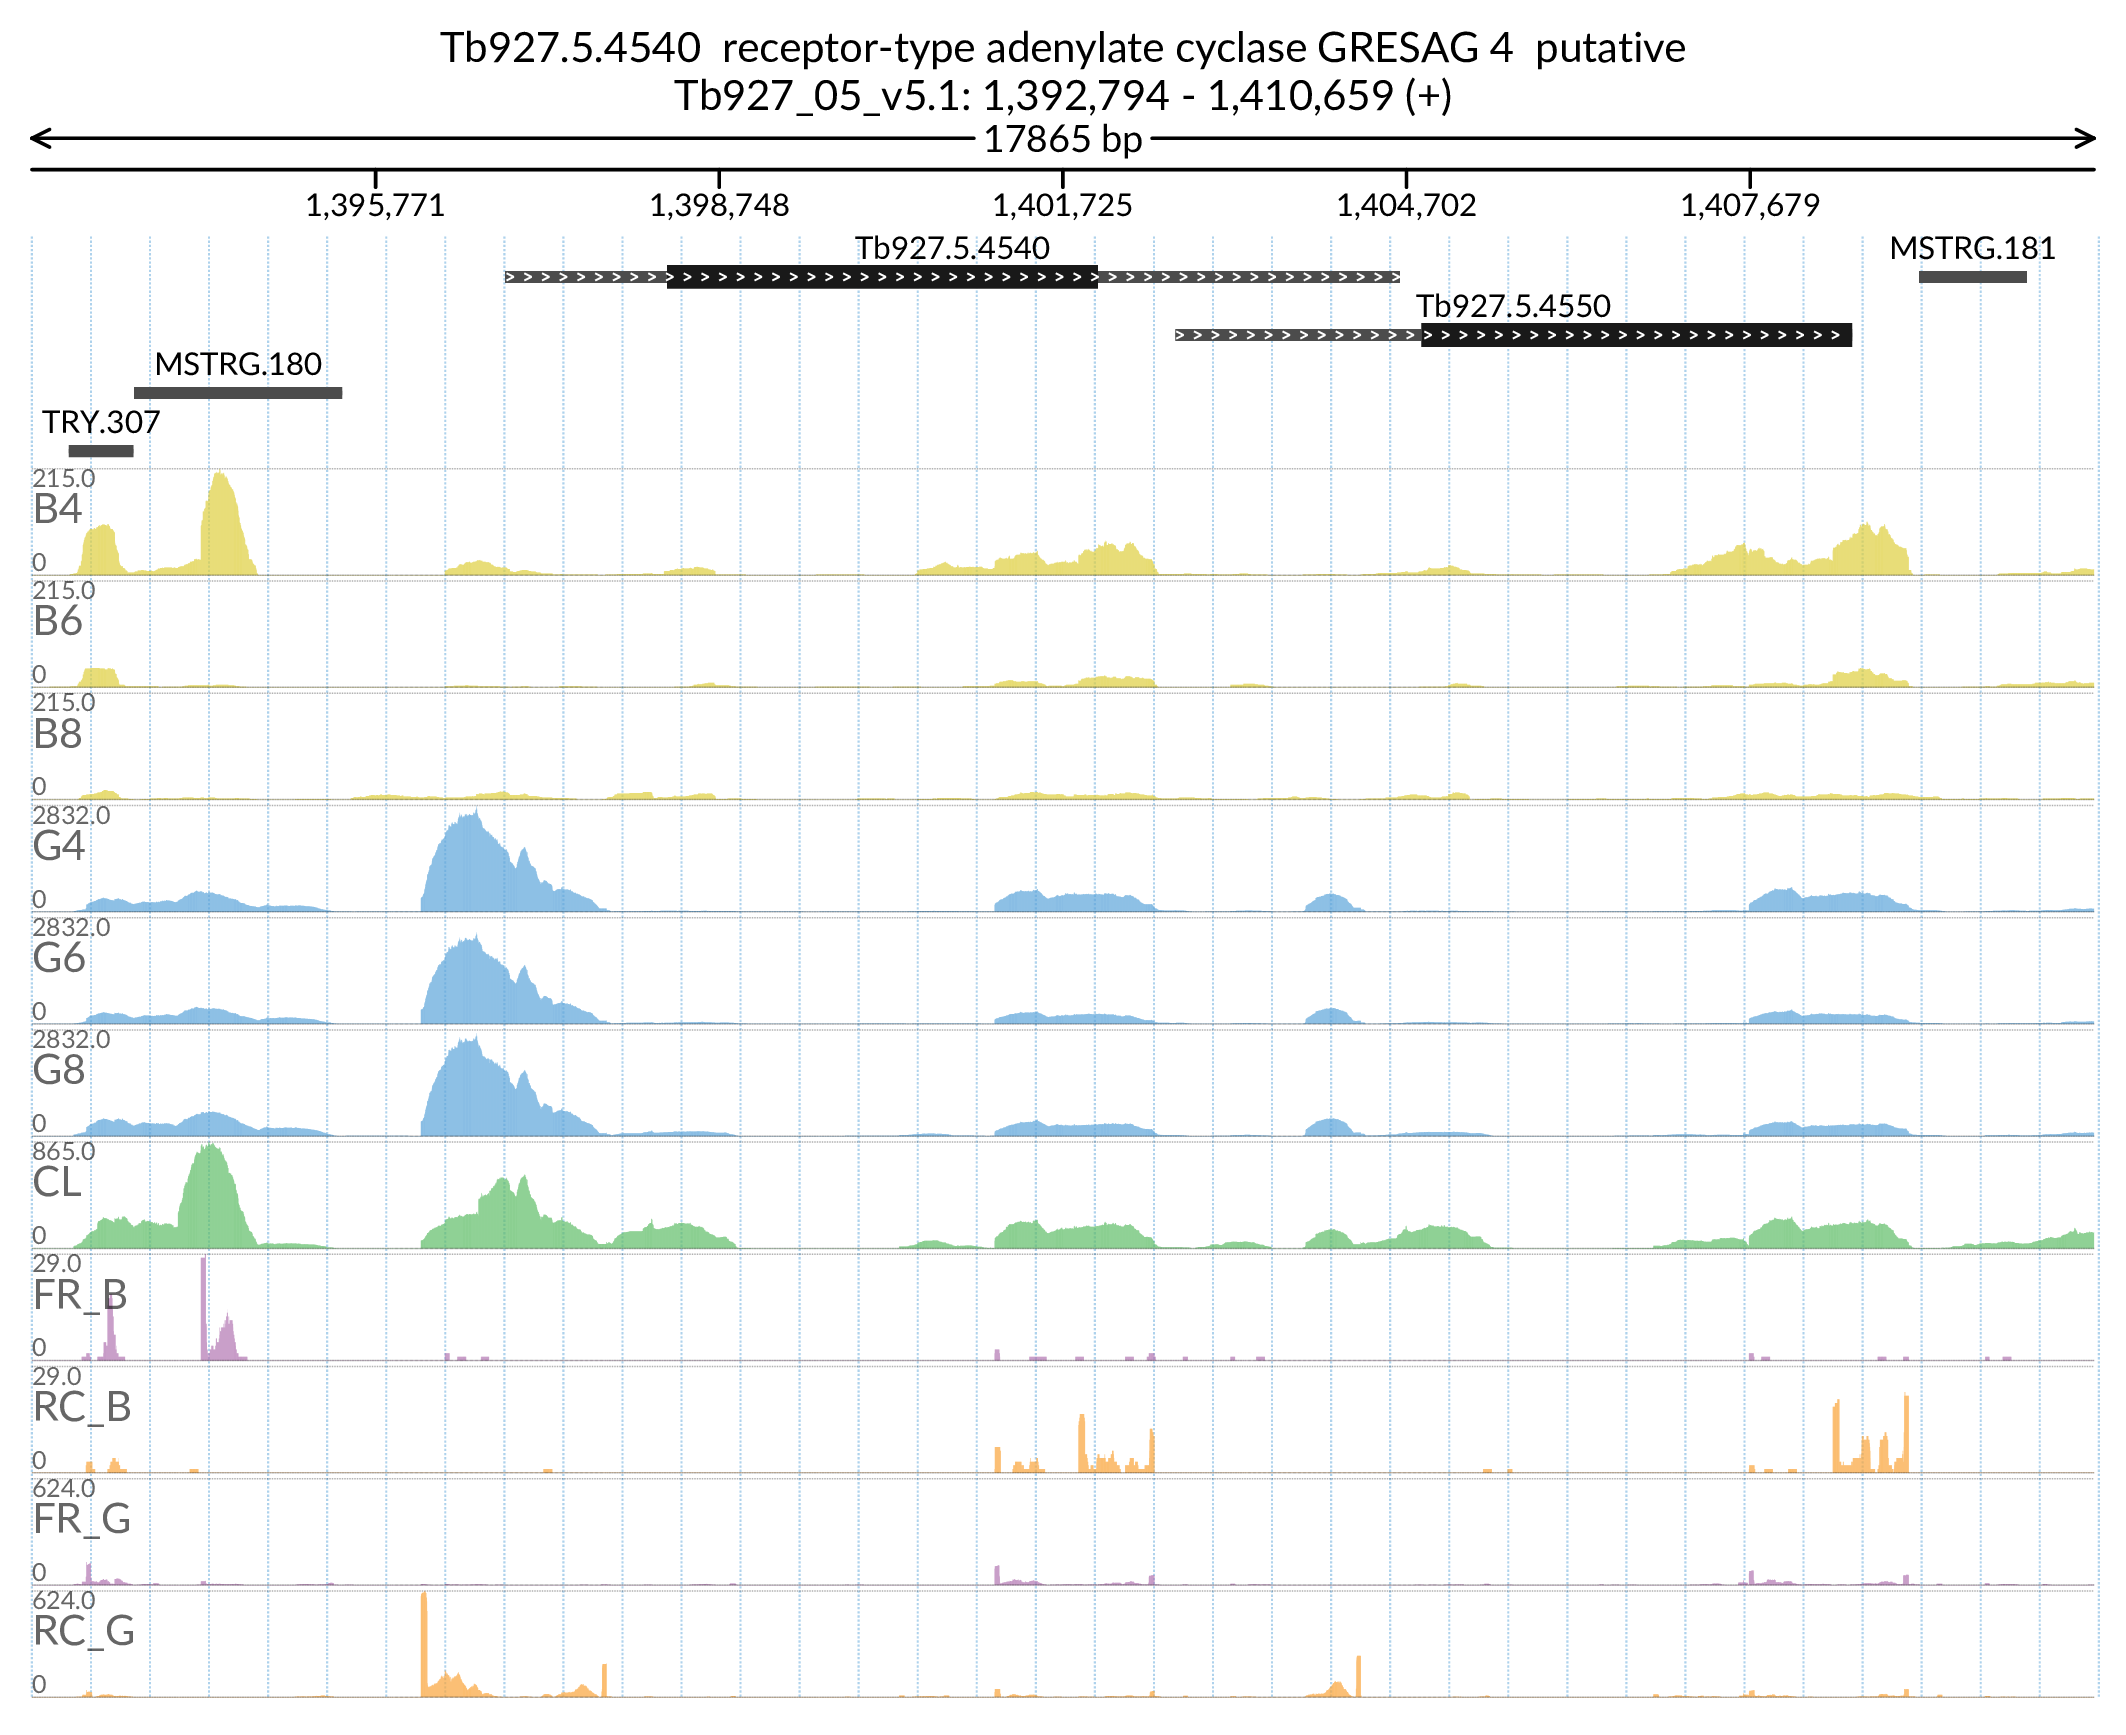 Tb927.5.4540  receptor-type adenylate cyclase GRESAG 4  putative
Tb927_05_v5.1: 1,392,794 - 1,410,659 (+)
17865 bp
1,395,771 1,398,748 1,401,725 1,404,702 1,407,679
Tb927.5.4540 MSTRG.181
Tb927.5.4550
MSTRG.180
TRY.307
215.0
B4
0
215.0
B6
0
215.0
B8
0
2832.0
G4
0
2832.0
G6
0
2832.0
G8
0
865.0
CL
0
29.0
FR_B
0
29.0
RC_B
0
624.0
FR_G
0
624.0
RC_G
0